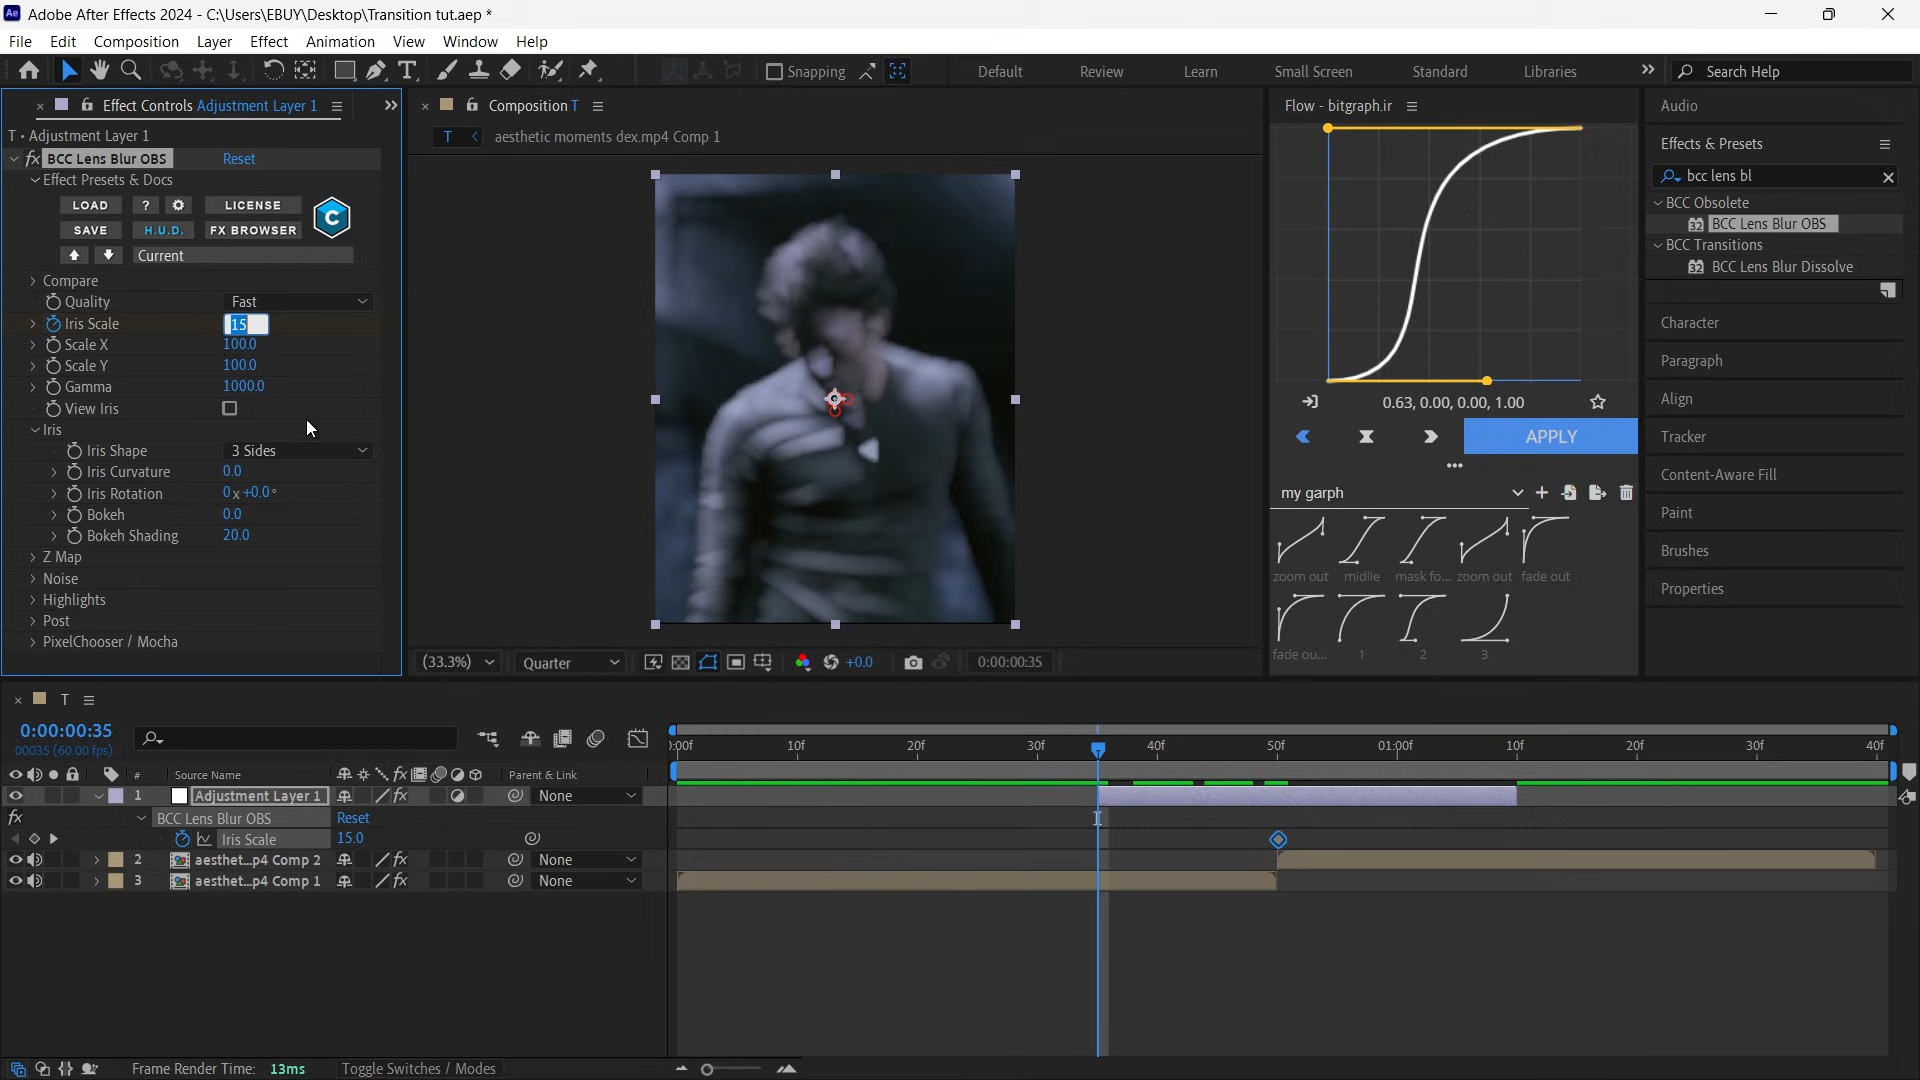 Ae Adobe After Effects 2024 - C:\Users\EBUY\Desktop\Transition tut.aep *
File Edit Composition Layer Effect Animation View Window Help
Snapping Default Review Learn Small Screen Standard Libraries Search Help
Effect Controls Adjustment Layer 1
T • Adjustment Layer 1
fx BCC Lens Blur OBS Reset
Effect Presets & Docs
LOAD ? LICENSE
SAVE H.U.D. FX BROWSER
C
Current
Compare
Quality Fast
Iris Scale 15
Scale X 100.0
Scale Y 100.0
Gamma 1000.0
View Iris
Iris
Iris Shape 3 Sides
Iris Curvature 0.0
Iris Rotation 0x+0.0°
Bokeh 0.0
Bokeh Shading 20.0
Z Map
Noise
Highlights
Post
PixelChooser / Mocha
Composition T
T < aesthetic moments dex.mp4 Comp 1
(33.3%) Quarter +0.0 0:00:00:35
Flow - bitgraph.ir
0.63, 0.00, 0.00, 1.00
APPLY
my garph
zoom out midlle mask fo... zoom out fade out
fade ou... 1 2 3
Audio
Effects & Presets
bcc lens bl
BCC Obsolete
32 BCC Lens Blur OBS
BCC Transitions
32 BCC Lens Blur Dissolve
Character
Paragraph
Align
Tracker
Content-Aware Fill
Paint
Brushes
Properties
T
0:00:00:35
00035 (60.00 fps)
):00f 10f 20f 30f 40f 50f 01:00f 10f 20f 30f 40f
# Source Name fx Parent & Link
1 Adjustment Layer 1 None
fx BCC Lens Blur OBS Reset
Iris Scale 15.0
2 aesthet...p4 Comp 2 fx None
3 aesthet...p4 Comp 1 fx None
Frame Render Time: 13ms Toggle Switches / Modes